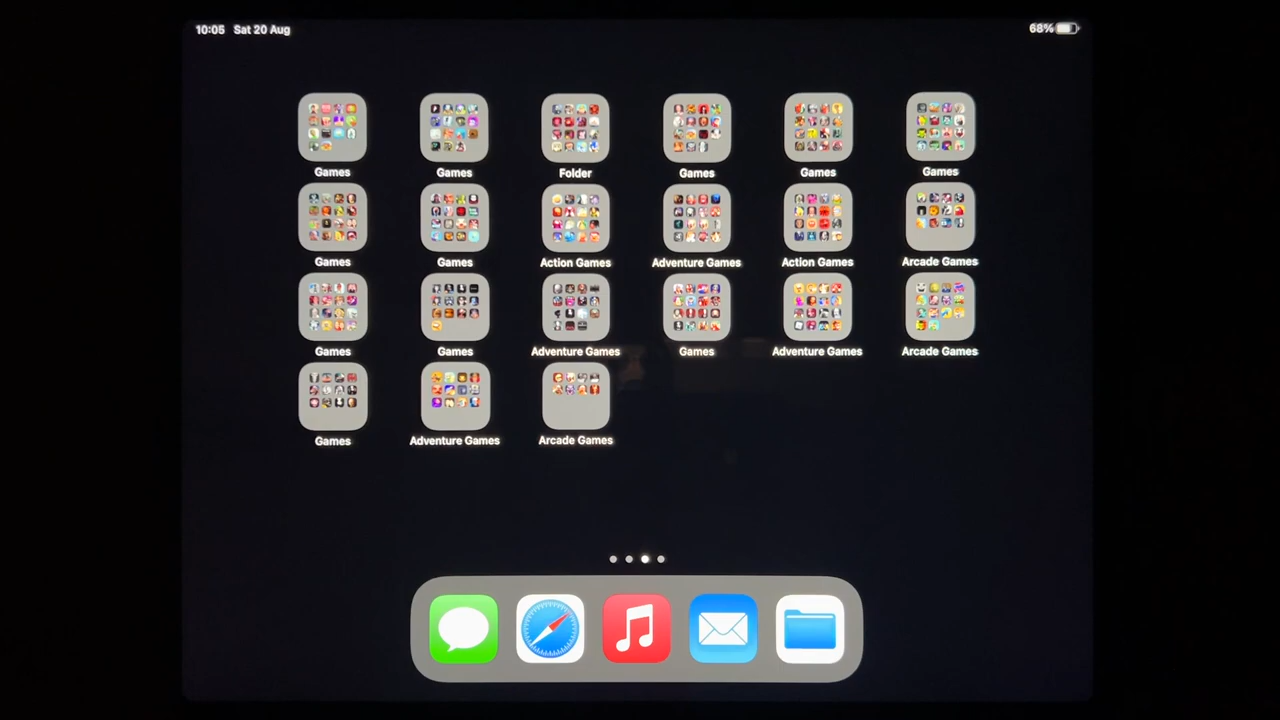 10:05 Sat 20 Aug 68%
Games Games Folder Games Games Games
Games Games Action Games Adventure Games Action Games Arcade Games
Games Games Adventure Games Games Adventure Games Arcade Games
Games Adventure Games Arcade Games